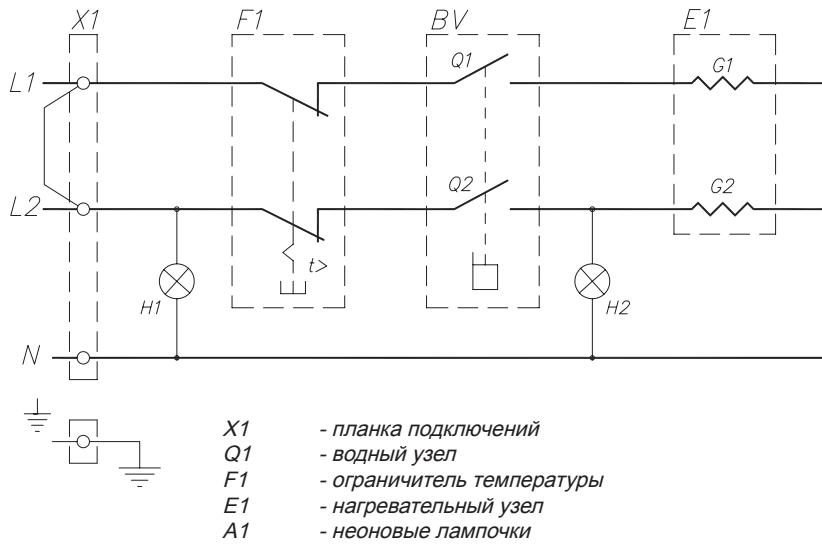 X1 F1 BV E1
L1 Q1 G1
L2 Q2 G2
t>
H1 H2
N
X1 - планка подключений
Q1 - водный узел
F1 - ограничитель температуры
E1 - нагревательный узел
A1 - неоновые лампочки